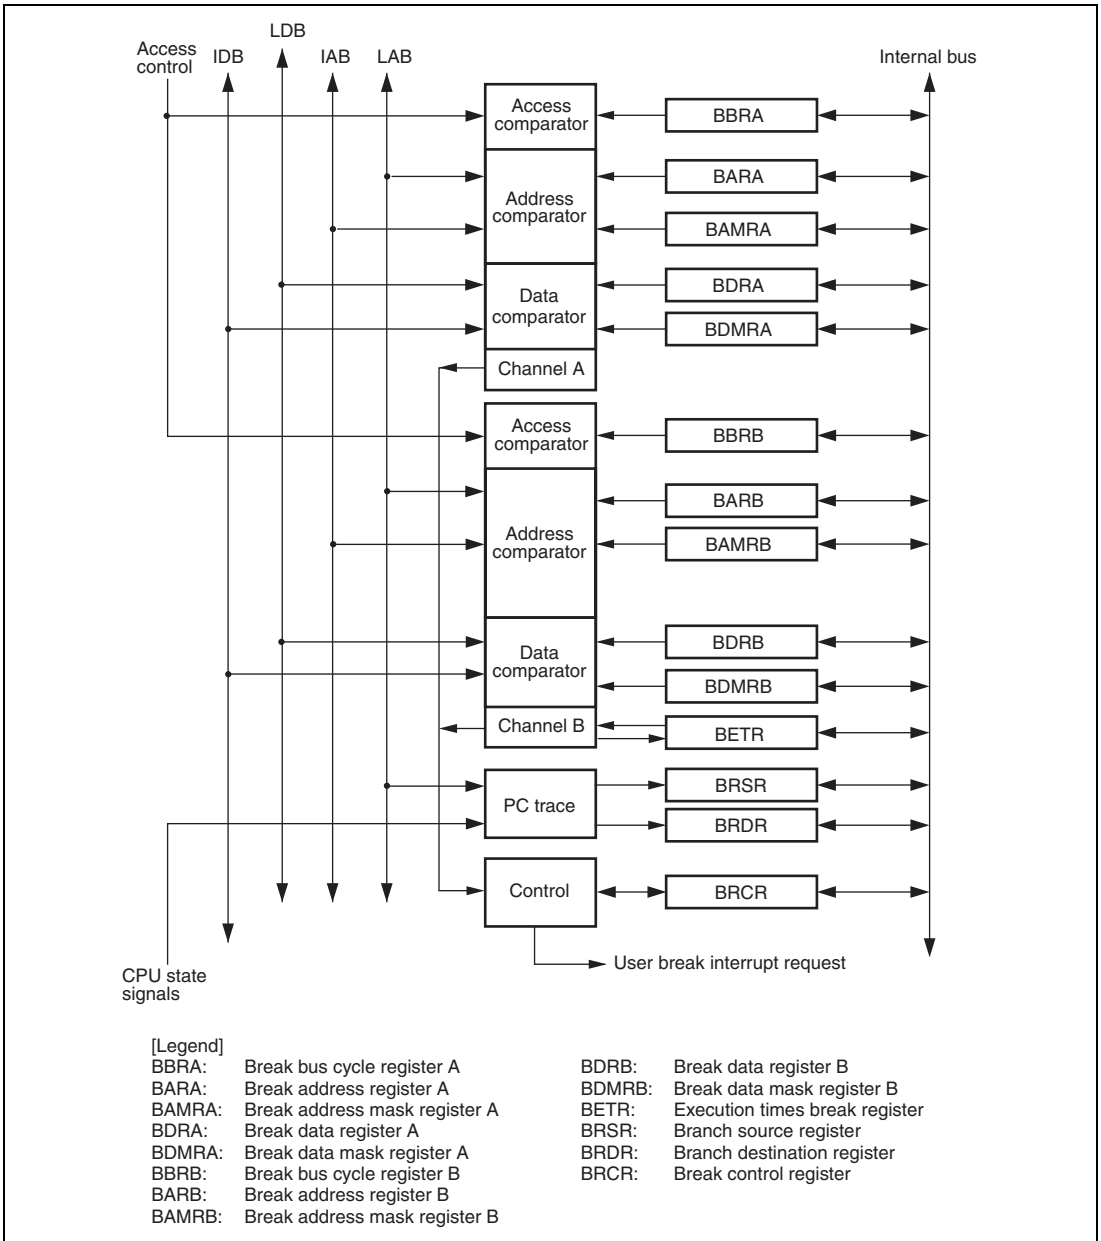 LDB
Access
control
IDB
IAB
LAB
Internal bus
Access
comparator
BBRA
BARA
Address
comparator
BAMRA
BDRA
Data
comparator
BDMRA
Channel A
Access
comparator
BBRB
BARB
Address
comparator
BAMRB
BDRB
Data
comparator
BDMRB
Channel B
BETR
BRSR
PC trace
BRDR
Control
BRCR
User break interrupt request
CPU state
signals
[Legend]
BBRA: Break bus cycle register A
BARA: Break address register A
BAMRA: Break address mask register A
BDRA: Break data register A
BDMRA: Break data mask register A
BBRB: Break bus cycle register B
BARB: Break address register B
BAMRB: Break address mask register B
BDRB: Break data register B
BDMRB: Break data mask register B
BETR: Execution times break register
BRSR: Branch source register
BRDR: Branch destination register
BRCR: Break control register